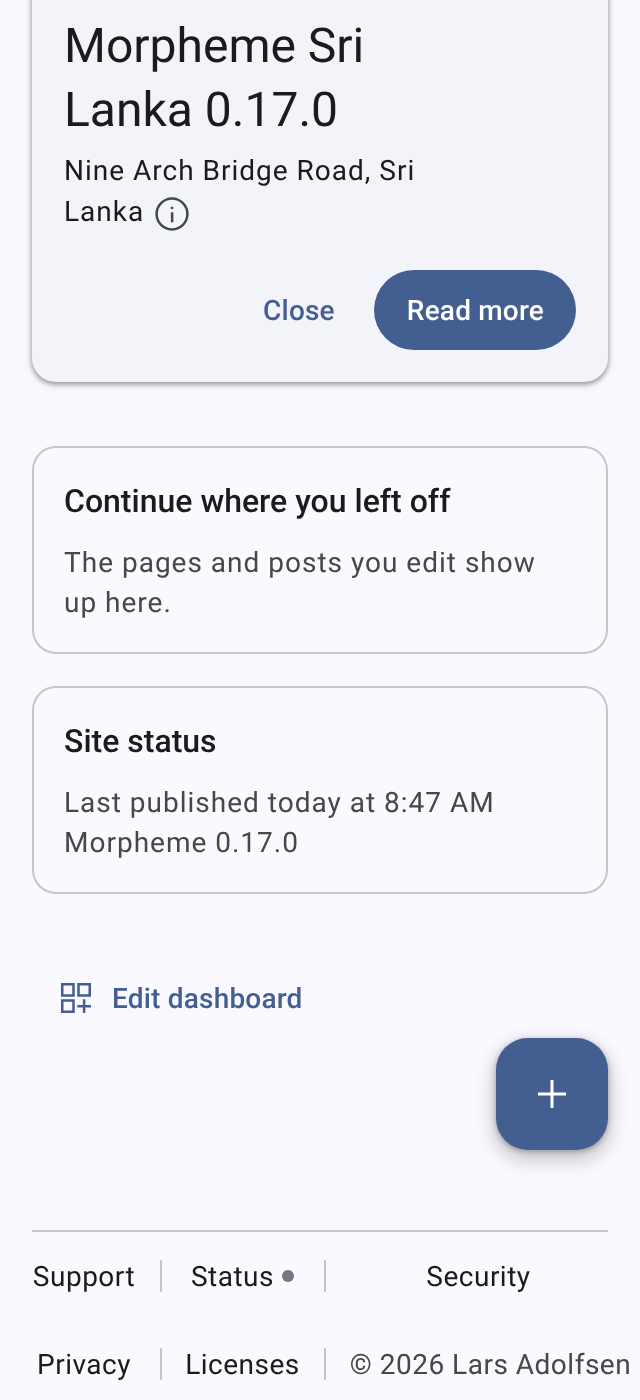 Morpheme Sri
Lanka 0.17.0
Nine Arch Bridge Road, Sri
Lanka
Close
Read more
Continue where you left off
The pages and posts you edit show
up here.
Site status
Last published today at 8:47 AM
Morpheme 0.17.0
Edit dashboard
Support
Status
Security
Privacy
Licenses
© 2026 Lars Adolfsen